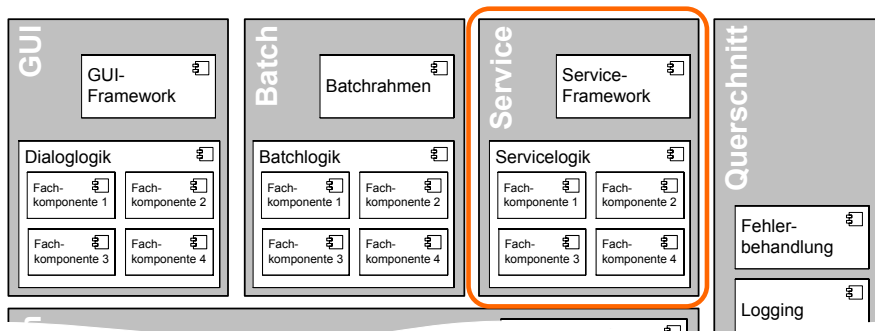 GUI
GUI-
Framework
Dialoglogik
Fach-
komponente 1
Fach-
komponente 2
Fach-
komponente 3
Fach-
komponente 4
Batch
Batchrahmen
Batchlogik
Fach-
komponente 1
Fach-
komponente 2
Fach-
komponente 3
Fach-
komponente 4
Service
Service-
Framework
Servicelogik
Fach-
komponente 1
Fach-
komponente 2
Fach-
komponente 3
Fach-
komponente 4
Querschnitt
Fehler-
behandlung
Logging